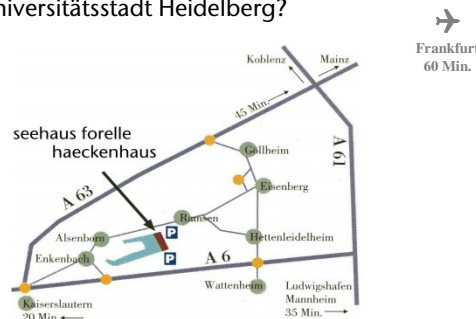 niversitätsstadt Heidelberg?
Frankfurt
60 Min.
Koblenz
Mainz
45 Min.
seehaus forelle
haeckenhaus
Göllheim
A 61
A 63
Eisenberg
Ramsen
P
Alsenborn
Hettenleidelheim
Enkenbach
P
A 6
Wattenheim
Ludwigshafen
Mannheim
35 Min.
Kaiserslautern
20 Min.